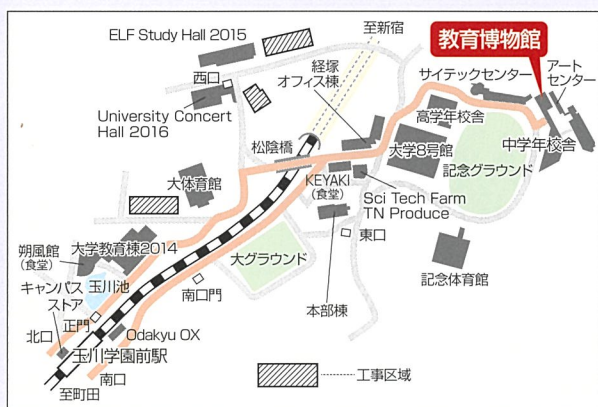 ELF Study Hall 2015
至新宿
教育博物館
西口
経塚
オフィス棟
サイテックセンター
アート
センター
University Concert
Hall 2016
高学年校舎
松陰橋
大学8号館
中学年校舎
大体育館
KEYAKI
(食堂)
記念グラウンド
Sci Tech Farm
TN Produce
朔風館
(食堂)
大学教育棟2014
東口
大グラウンド
記念体育館
キャンパス
ストア
玉川池
南口門
本部棟
正門
北口
Odakyu OX
玉川学園前駅
南口
工事区域
至町田